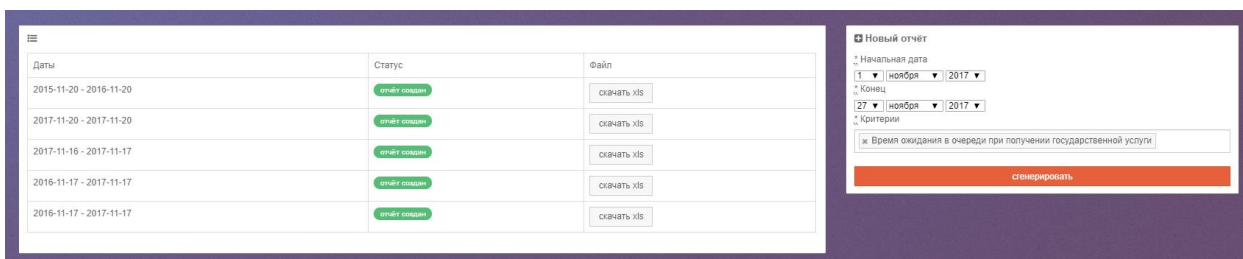 Даты Статус Файл
2015-11-20 - 2016-11-20 отчёт создан скачать xls
2017-11-20 - 2017-11-20 отчёт создан скачать xls
2017-11-16 - 2017-11-17 отчёт создан скачать xls
2016-11-17 - 2017-11-17 отчёт создан скачать xls
2016-11-17 - 2017-11-17 отчёт создан скачать xls
Новый отчёт
* Начальная дата
1 ноября 2017
* Конец
27 ноября 2017
* Критерии
× Время ожидания в очереди при получении государственной услуги
сгенерировать